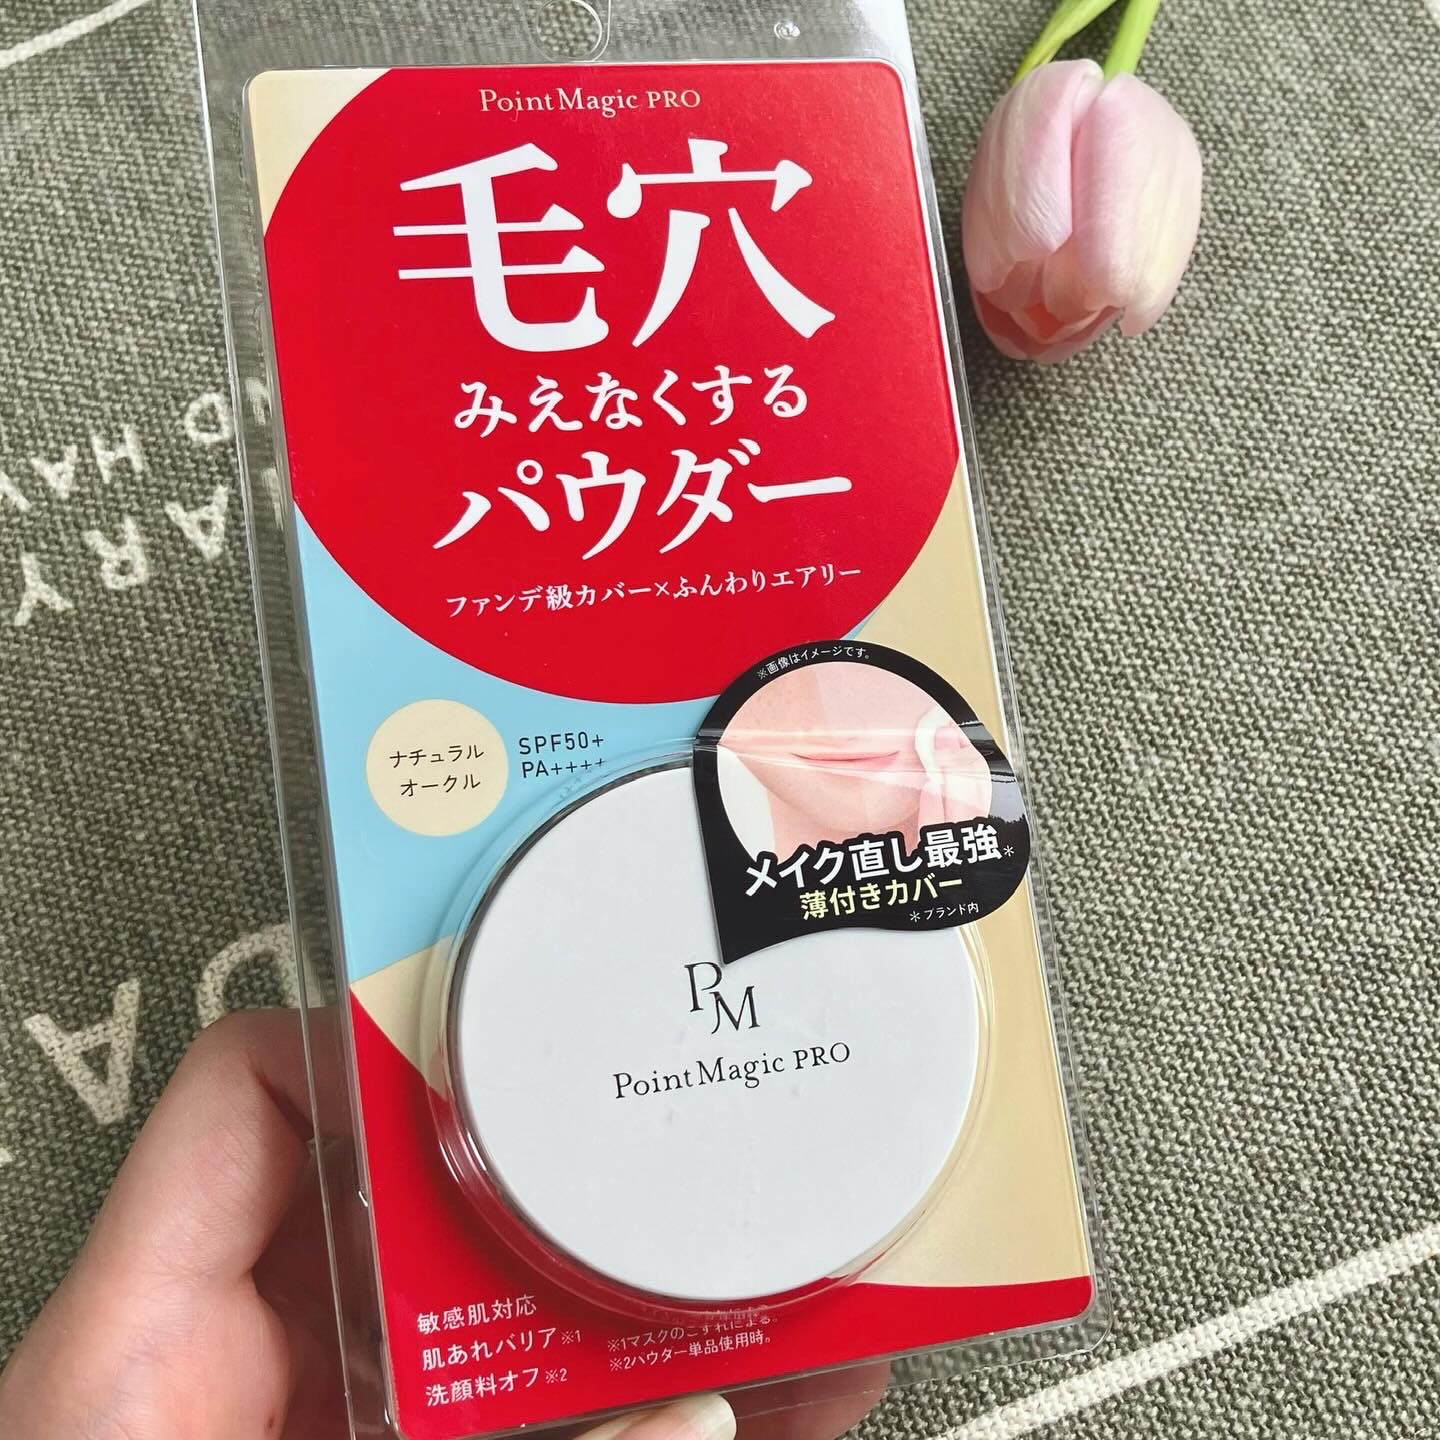 PointMagic PRO
毛穴
みえなくする
パウダー
ファンデ級カバー×ふんわりエアリー
※画像はイメージです。
ナチュラル
オークル
SPF50+
PA++++
メイク直し最強*
薄付きカバー
*ブランド内
PM
PointMagic PRO
敏感肌対応
肌あれバリア※1
洗顔料オフ※2
※1マスクのこすれによる。
※2パウダー単品使用時。